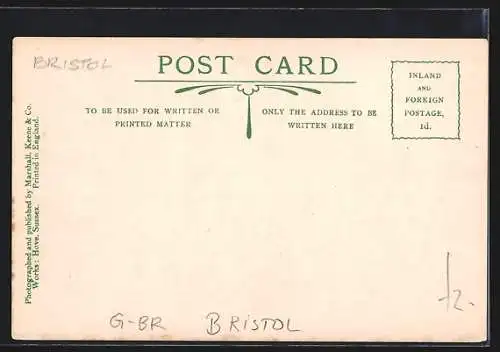 BRISTOL
POST CARD
TO BE USED FOR WRITTEN OR
PRINTED MATTER
ONLY THE ADDRESS TO BE
WRITTEN HERE
INLAND
AND
FOREIGN
POSTAGE,
1d.
Photographed and published by Marshall, Keene & Co.
Works: Hove, Sussex. Printed in England.
G-BR BRISTOL